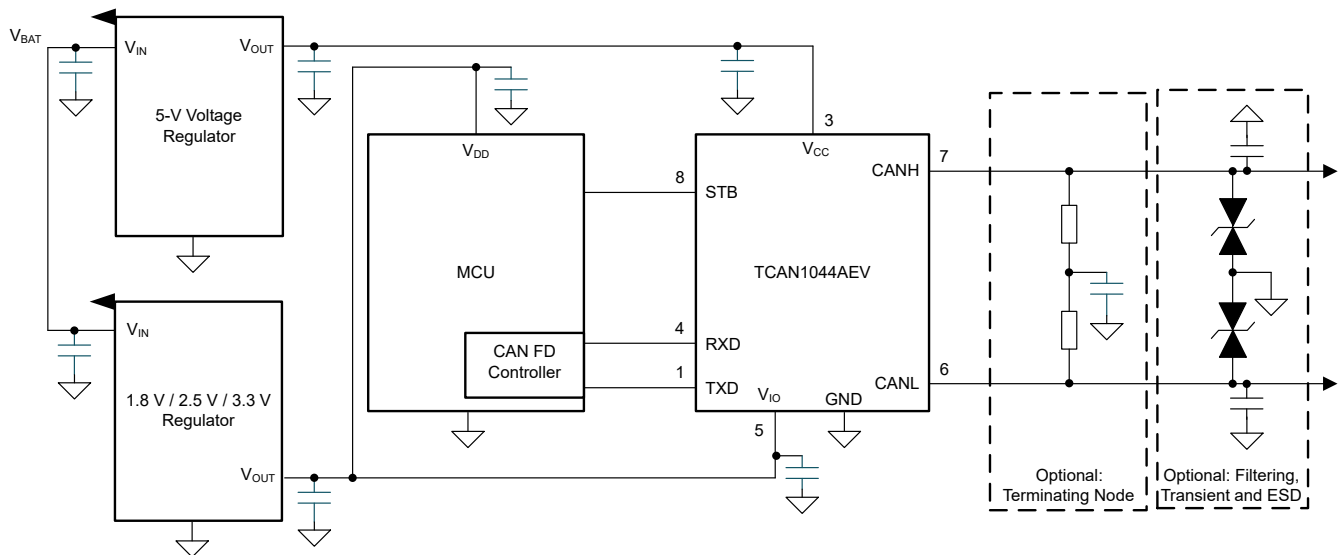 VBAT
VIN
VOUT
5-V Voltage
Regulator
VIN
1.8 V / 2.5 V / 3.3 V
Regulator
VOUT
VDD
MCU
CAN FD
Controller
8
4
1
3
VCC
STB
TCAN1044AEV
RXD
TXD
VIO
GND
5
CANH
7
CANL
6
Optional:
Terminating Node
Optional: Filtering,
Transient and ESD